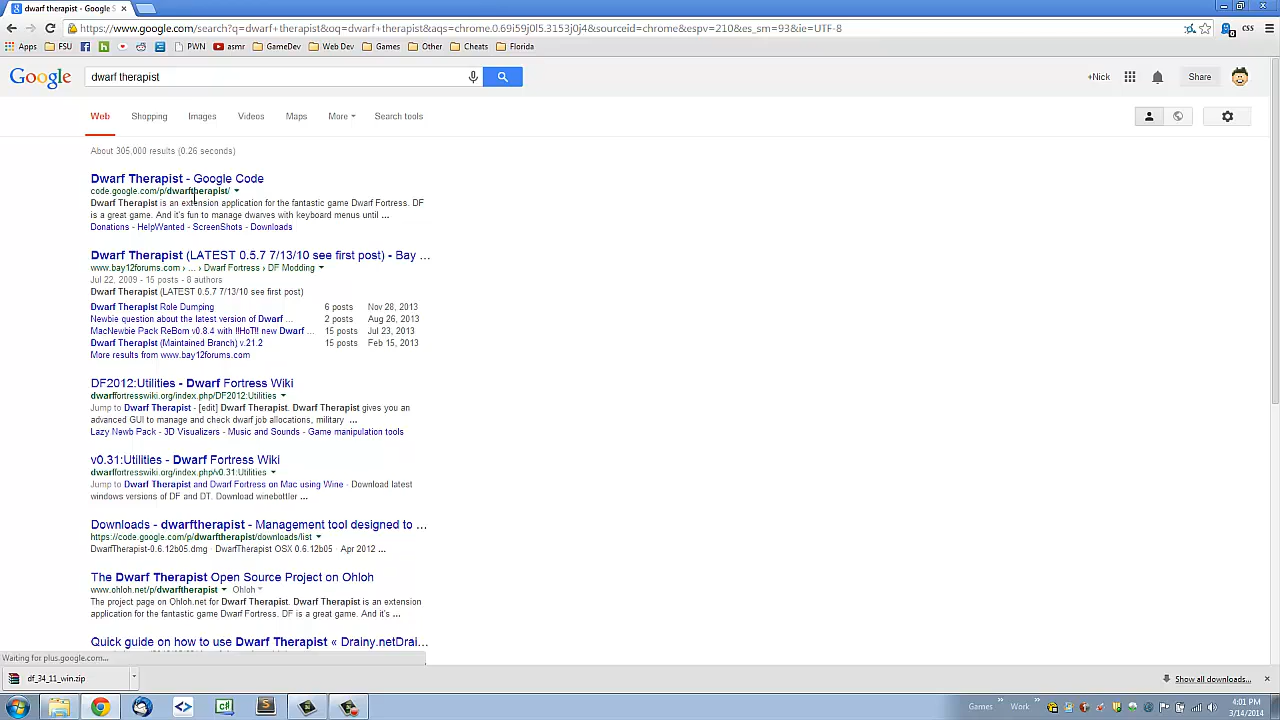 dwarf therapist - Google S
https://www.google.com/search?q=dwarf+therapist&oq=dwarf+therapist&aqs=chrome.0.69i59j0l5.3153j0j4&sourceid=chrome&espv=210&es_sm=93&ie=UTF-8
Apps FSU PWN asmr GameDev Web Dev Games Other Cheats Florida
Google dwarf therapist +Nick Share
Web Shopping Images Videos Maps More Search tools
About 305,000 results (0.26 seconds)
Dwarf Therapist - Google Code
code.google.com/p/dwarftherapist/
Dwarf Therapist is an extension application for the fantastic game Dwarf Fortress. DF
is a great game. And it's fun to manage dwarves with keyboard menus until ...
Donations - HelpWanted - ScreenShots - Downloads
Dwarf Therapist (LATEST 0.5.7 7/13/10 see first post) - Bay ...
www.bay12forums.com › ... › Dwarf Fortress › DF Modding
Jul 22, 2009 - 15 posts - 8 authors
Dwarf Therapist (LATEST 0.5.7 7/13/10 see first post)
Dwarf Therapist Role Dumping 6 posts Nov 28, 2013
Newbie question about the latest version of Dwarf ... 2 posts Aug 26, 2013
MacNewbie Pack ReBorn v0.8.4 with !!HoT!! new Dwarf ... 15 posts Jul 23, 2013
Dwarf Therapist (Maintained Branch) v.21.2 15 posts Feb 15, 2013
More results from www.bay12forums.com
DF2012:Utilities - Dwarf Fortress Wiki
dwarffortresswiki.org/index.php/DF2012:Utilities
Jump to Dwarf Therapist - [edit] Dwarf Therapist. Dwarf Therapist gives you an
advanced GUI to manage and check dwarf job allocations, military ...
Lazy Newb Pack - 3D Visualizers - Music and Sounds - Game manipulation tools
v0.31:Utilities - Dwarf Fortress Wiki
dwarffortresswiki.org/index.php/v0.31:Utilities
Jump to Dwarf Therapist and Dwarf Fortress on Mac using Wine - Download latest
windows versions of DF and DT. Download winebottler ...
Downloads - dwarftherapist - Management tool designed to ...
https://code.google.com/p/dwarftherapist/downloads/list
DwarfTherapist-0.6.12b05.dmg · DwarfTherapist OSX 0.6.12b05 · Apr 2012 ...
The Dwarf Therapist Open Source Project on Ohloh
www.ohloh.net/p/dwarftherapist Ohloh
The project page on Ohloh.net for Dwarf Therapist. Dwarf Therapist is an extension
application for the fantastic game Dwarf Fortress. DF is a great game. And it's ...
Quick guide on how to use Dwarf Therapist « Drainy.netDrai...
Waiting for plus.google.com...
df_34_11_win.zip Show all downloads...
Games Work 4:01 PM
3/14/2014